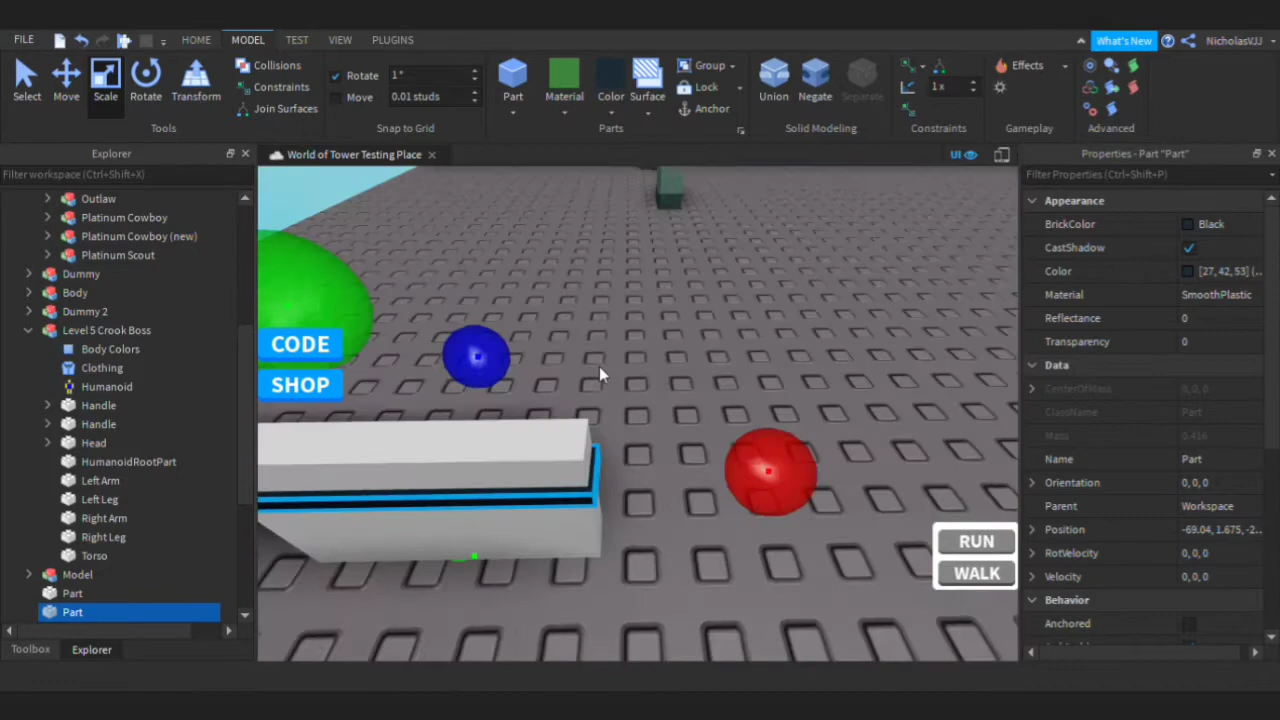 FILE HOME MODEL TEST VIEW PLUGINS What's New NicholasVJJ
Select Move Scale Rotate Transform
Collisions
Constraints
Join Surfaces
Tools
Rotate 1 °
Move 0.01 studs
Snap to Grid
Part Material Color Surface
Group
Lock
Anchor
Parts
Union Negate Separate
Solid Modeling
1 x
Constraints
Effects
Gameplay
Advanced
Explorer
Filter workspace (Ctrl+Shift+X)
Outlaw
Platinum Cowboy
Platinum Cowboy (new)
Platinum Scout
Dummy
Body
Dummy 2
Level 5 Crook Boss
Body Colors
Clothing
Humanoid
Handle
Handle
Head
HumanoidRootPart
Left Arm
Left Leg
Right Arm
Right Leg
Torso
Model
Part
Part
Toolbox Explorer
World of Tower Testing Place
UI
CODE
SHOP
RUN
WALK
Properties - Part "Part"
Filter Properties (Ctrl+Shift+P)
Appearance
BrickColor Black
CastShadow
Color [27, 42, 53] (..
Material SmoothPlastic
Reflectance 0
Transparency 0
Data
CenterOfMass 0, 0, 0
ClassName Part
Mass 0.416
Name Part
Orientation 0, 0, 0
Parent Workspace
Position -69.04, 1.675, -2...
RotVelocity 0, 0, 0
Velocity 0, 0, 0
Behavior
Anchored